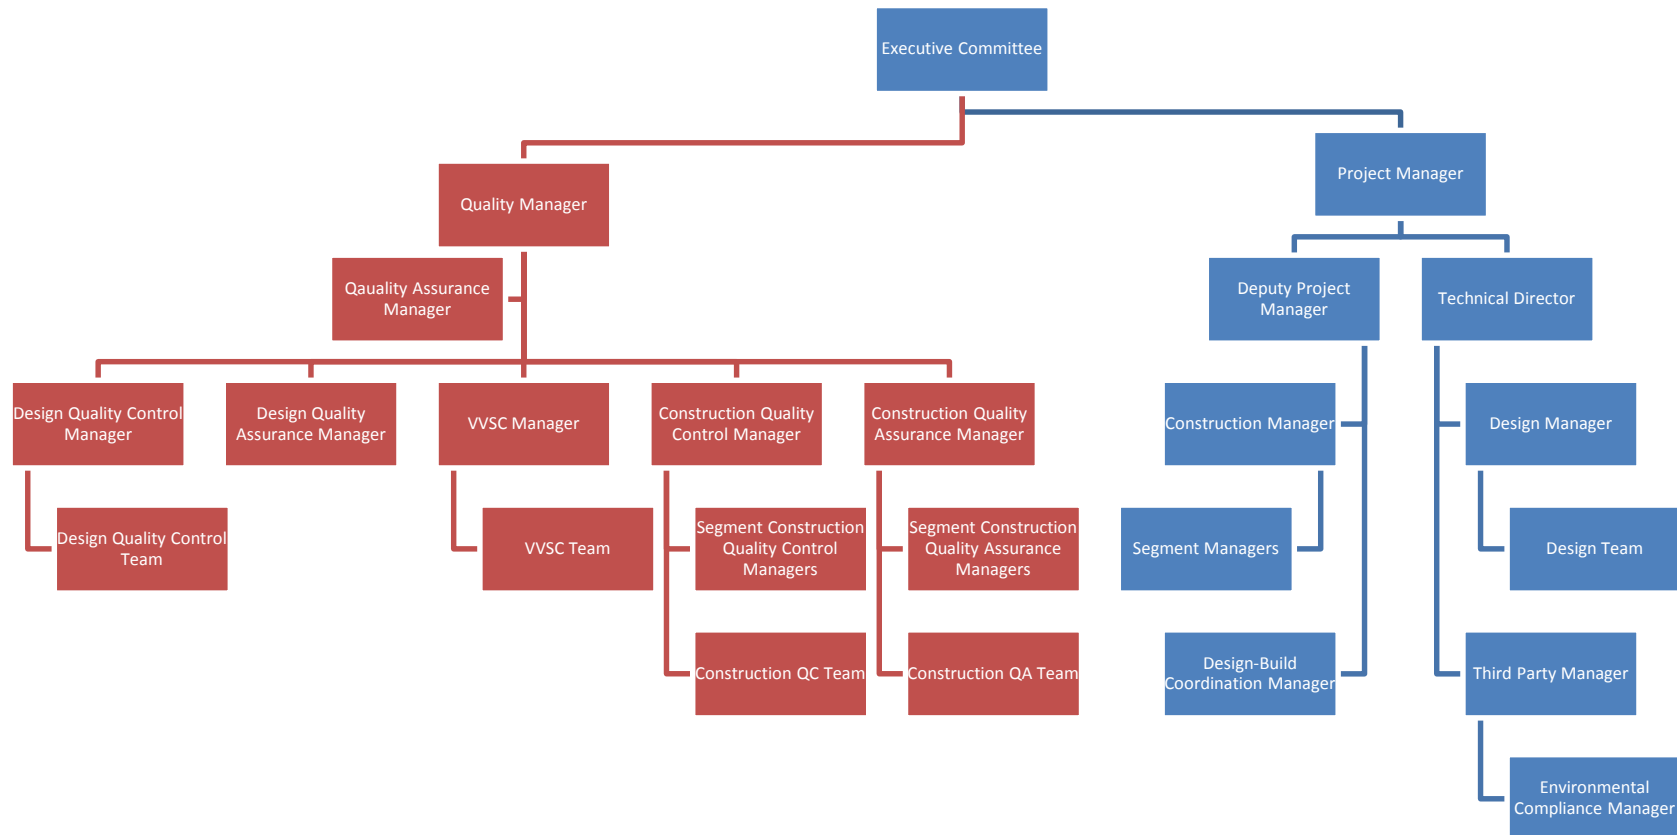 Executive Committee
Project Manager
Quality Manager
Qauality Assurance
Manager
Deputy Project
Manager
Technical Director
Design Quality Control
Manager
Design Quality
Assurance Manager
VVSC Manager
Construction Quality
Control Manager
Construction Quality
Assurance Manager
Construction Manager
Design Manager
Design Quality Control
Team
VVSC Team
Segment Construction
Quality Control
Managers
Segment Construction
Quality Assurance
Managers
Segment Managers
Design Team
Construction QC Team
Construction QA Team
Design-Build
Coordination Manager
Third Party Manager
Environmental
Compliance Manager